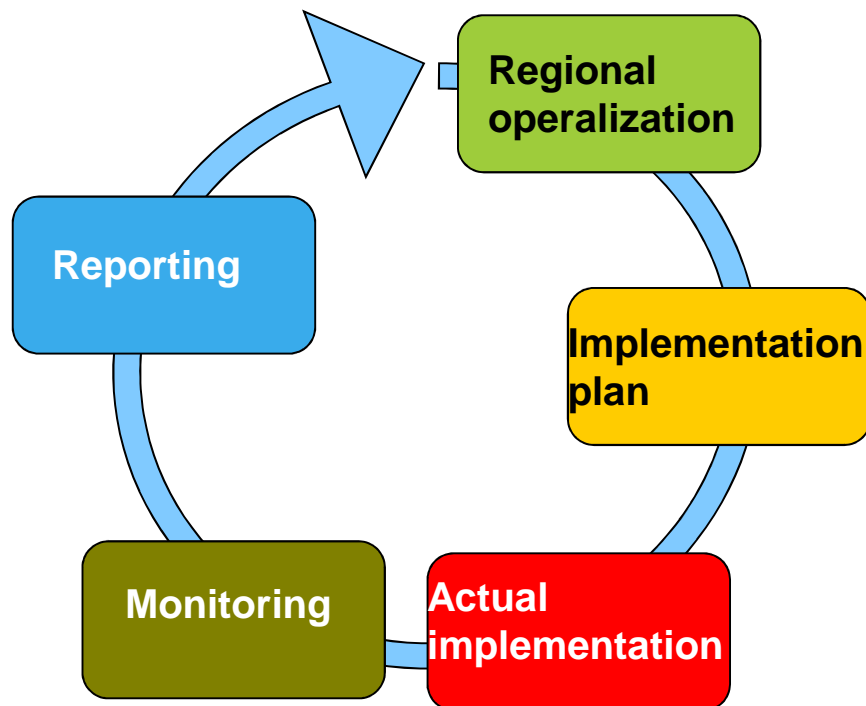 Regional
operalization
Implementation
plan
Actual
implementation
Monitoring
Reporting